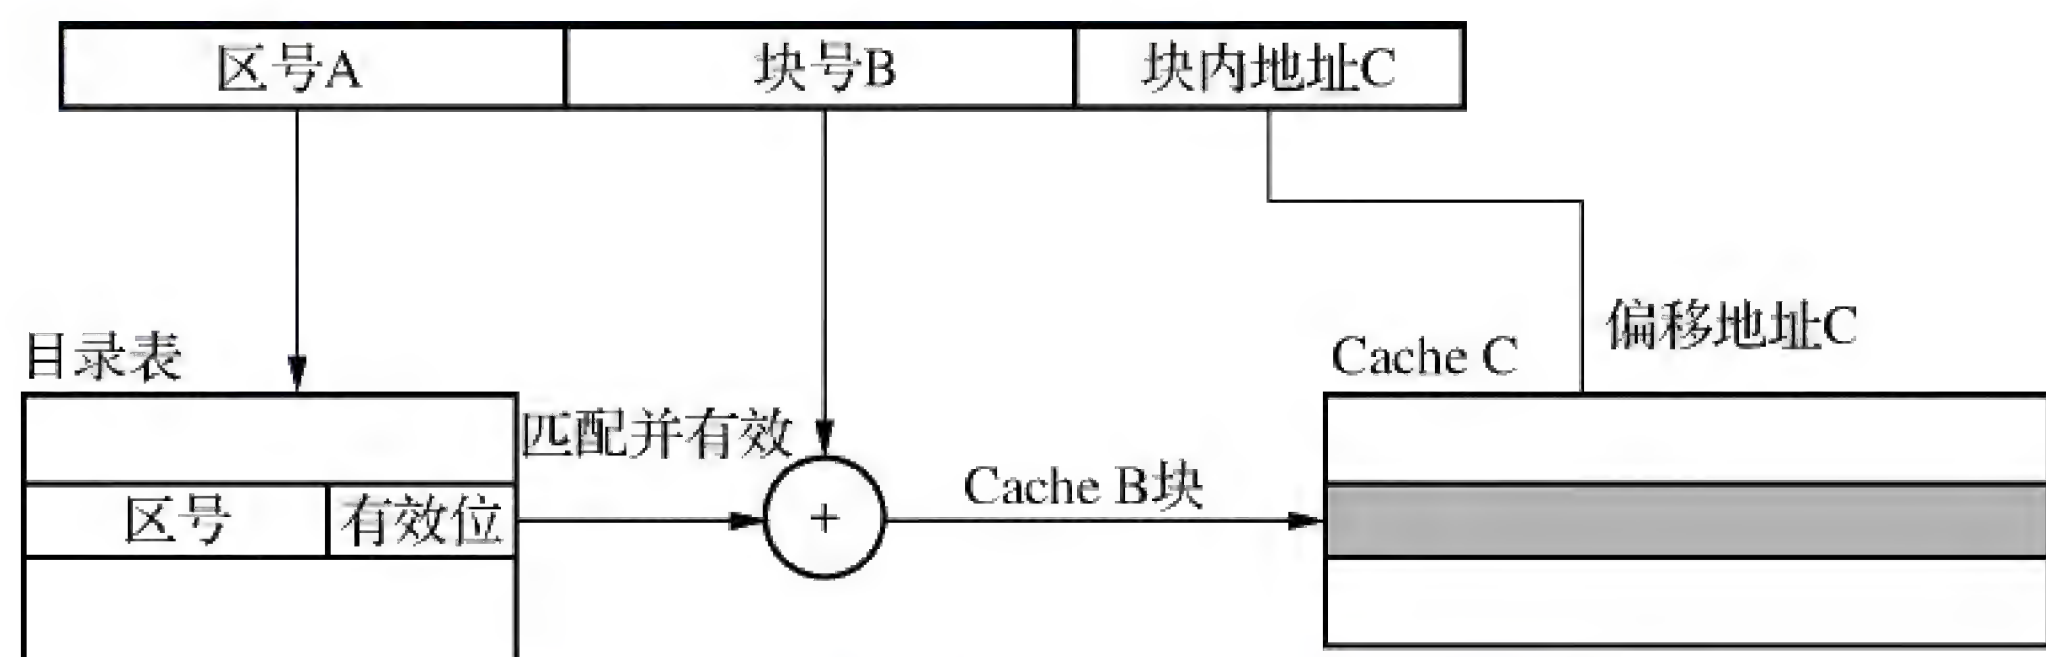 区号A 块号B 块内地址C
偏移地址C
目录表
Cache C
匹配并有效
Cache B块
区号 有效位
+